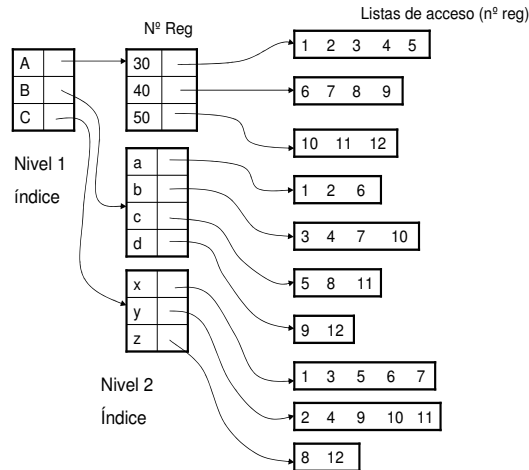 Listas de acceso (nº reg)
Nº Reg
A
B
C
Nivel 1
índice
30
40
50
a
b
c
d
x
y
z
Nivel 2
Índice
1 2 3 4 5
6 7 8 9
10 11 12
1 2 6
3 4 7 10
5 8 11
9 12
1 3 5 6 7
2 4 9 10 11
8 12